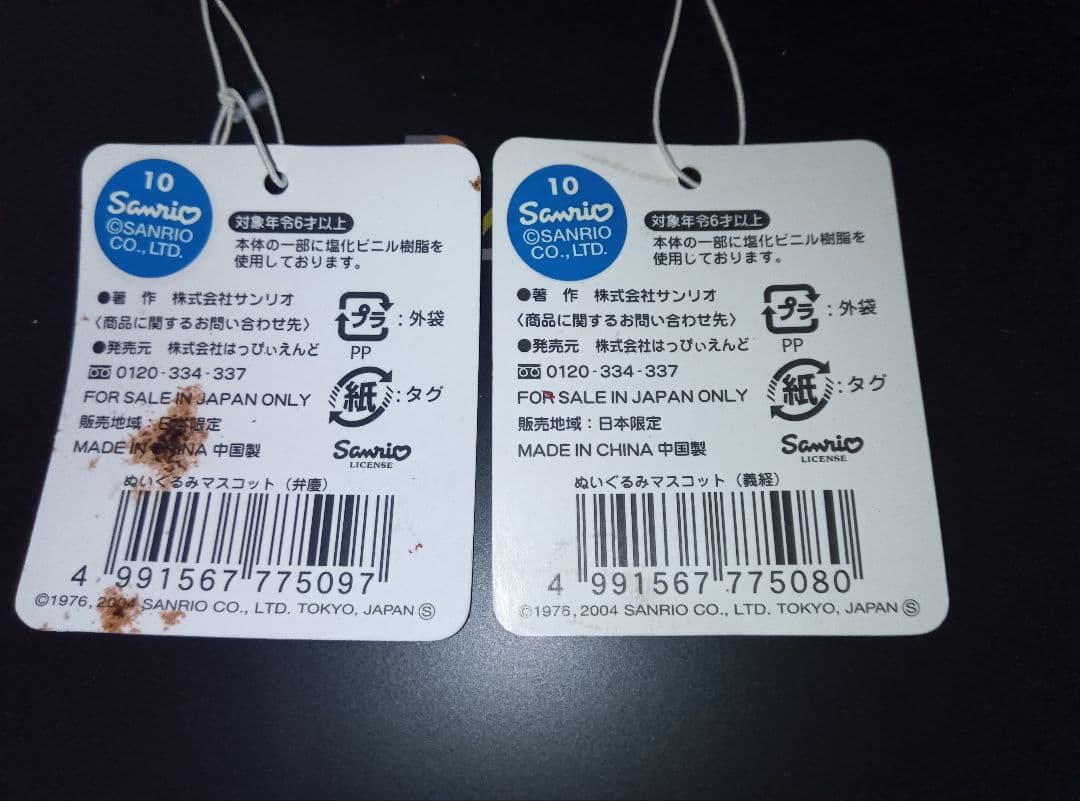 10
Sanrio
©SANRIO
CO., LTD.
対象年令6才以上
本体の一部に塩化ビニル樹脂を
使用しております。
●著 作 株式会社サンリオ
〈商品に関するお問い合わせ先〉
●発売元 株式会社はっぴぃえんど
0120-334-337
FOR SALE IN JAPAN ONLY
販売地域：日本限定
MADE IN CHINA 中国製
プラ：外袋
PP
紙：タグ
Sanrio
LICENSE
ぬいぐるみマスコット（弁慶）
4 991567 775097
©1976, 2004 SANRIO CO., LTD. TOKYO, JAPAN Ⓢ
10
Sanrio
©SANRIO
CO., LTD.
対象年令6才以上
本体の一部に塩化ビニル樹脂を
使用しております。
●著 作 株式会社サンリオ
〈商品に関するお問い合わせ先〉
●発売元 株式会社はっぴぃえんど
0120-334-337
FOR SALE IN JAPAN ONLY
販売地域：日本限定
MADE IN CHINA 中国製
プラ：外袋
PP
紙：タグ
Sanrio
LICENSE
ぬいぐるみマスコット（義経）
4 991567 775080
©1976, 2004 SANRIO CO., LTD. TOKYO, JAPAN Ⓢ